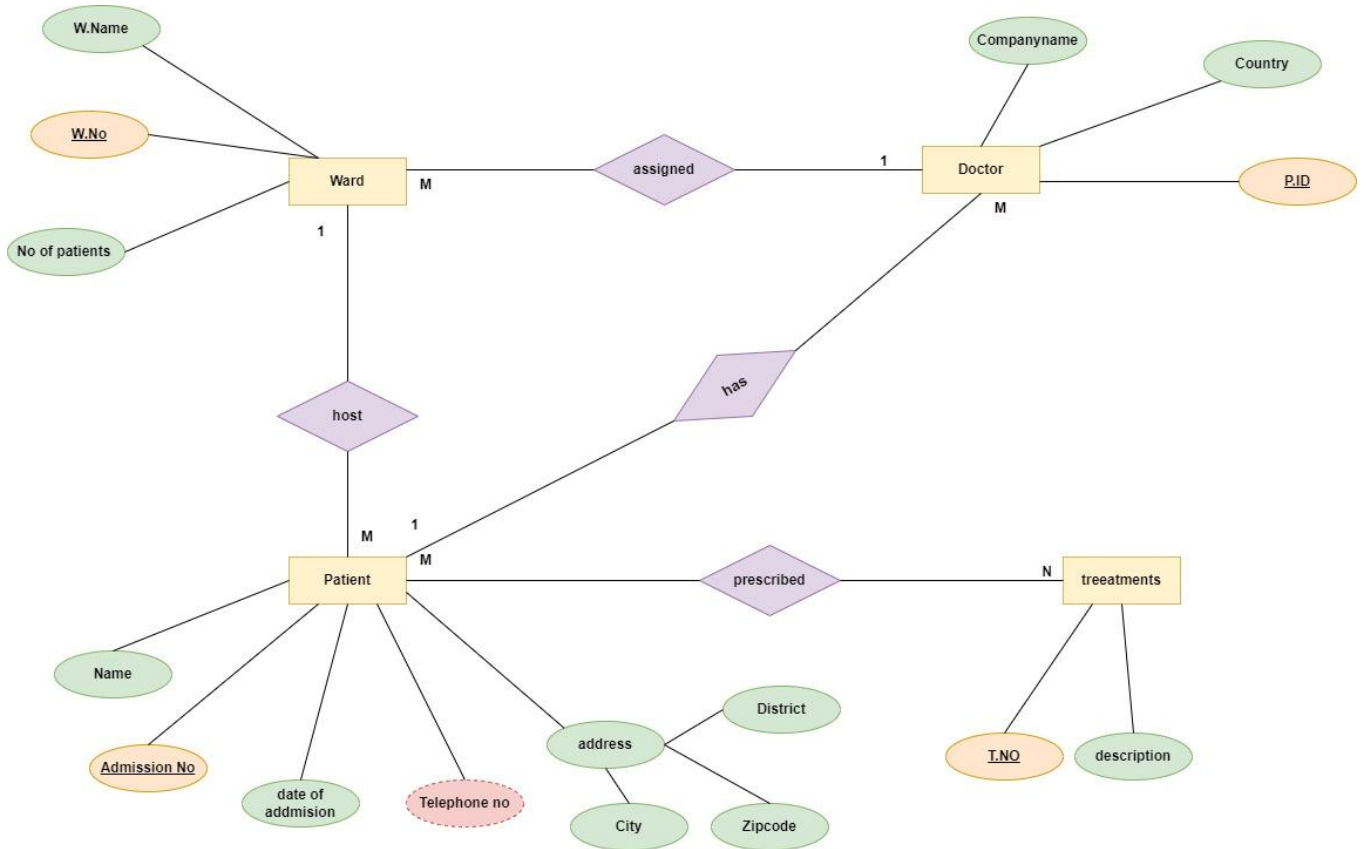 W.Name
Companyname
Country
W.No
Ward
M
assigned
1
Doctor
M
P.ID
1
No of patients
has
host
M
1
M
Patient
prescribed
N
treeatments
Name
District
address
Admission No
T.NO
description
date of
addmision
Telephone no
City
Zipcode